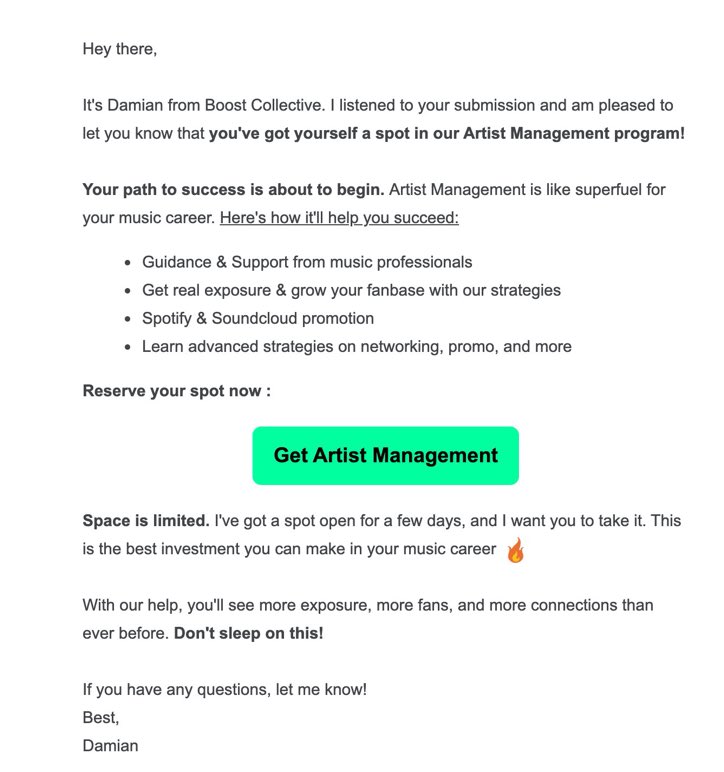 Hey there,
It's Damian from Boost Collective. I listened to your submission and am pleased to
let you know that you've got yourself a spot in our Artist Management program!
Your path to success is about to begin. Artist Management is like superfuel for
your music career. Here's how it'll help you succeed:
• Guidance & Support from music professionals
• Get real exposure & grow your fanbase with our strategies
• Spotify & Soundcloud promotion
• Learn advanced strategies on networking, promo, and more
Reserve your spot now :
Get Artist Management
Space is limited. I've got a spot open for a few days, and I want you to take it. This
is the best investment you can make in your music career 🔥
With our help, you'll see more exposure, more fans, and more connections than
ever before. Don't sleep on this!
If you have any questions, let me know!
Best,
Damian